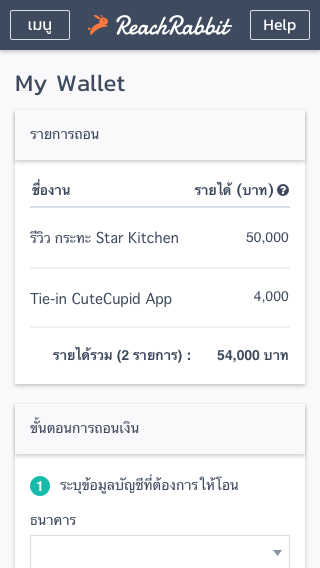 เมนู
ReachRabbit
Help
My Wallet
รายการถอน
ชื่องาน
รายได้ (บาท)
รีวิว กระทะ Star Kitchen
50,000
Tie-in CuteCupid App
4,000
รายได้รวม (2 รายการ) :
54,000 บาท
ขั้นตอนการถอนเงิน
1 ระบุข้อมูลบัญชีที่ต้องการให้โอน
ธนาคาร